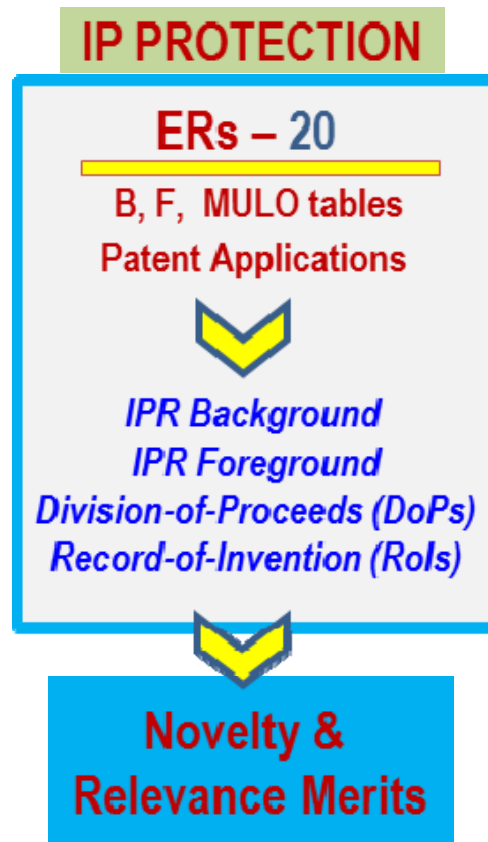 IP PROTECTION
ERs – 20
B, F, MULO tables
Patent Applications
IPR Background
IPR Foreground
Division-of-Proceeds (DoPs)
Record-of-Invention (RoIs)
Novelty &
Relevance Merits